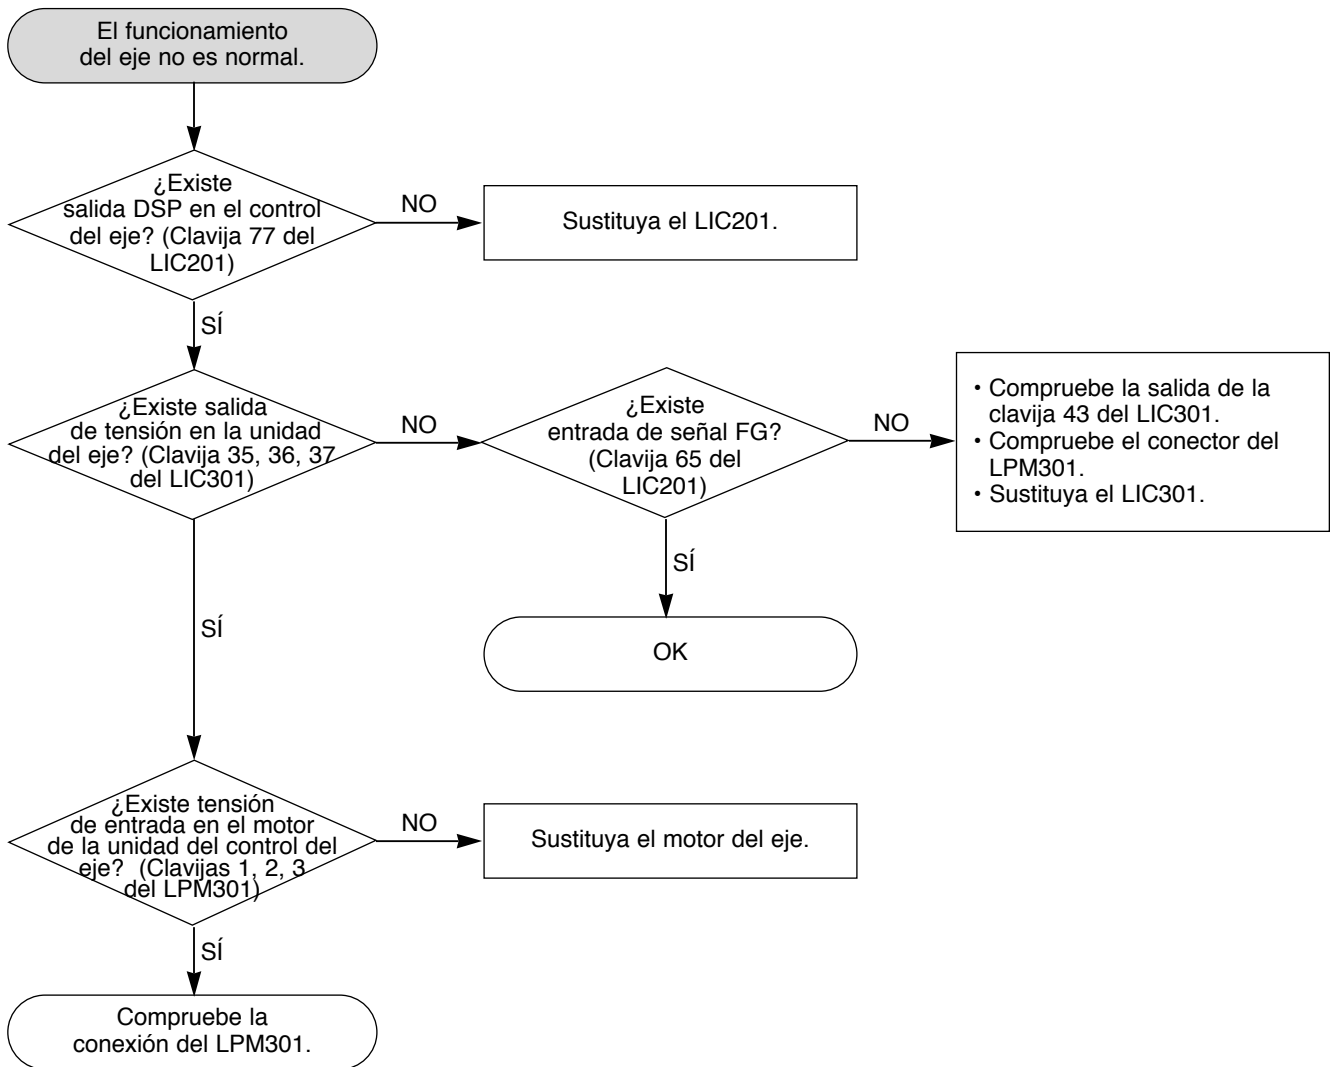 El funcionamiento
del eje no es normal.
¿Existe
salida DSP en el control
del eje? (Clavija 77 del
LIC201)
NO
Sustituya el LIC201.
SÍ
¿Existe salida
de tensión en la unidad
del eje? (Clavija 35, 36, 37
del LIC301)
NO
¿Existe
entrada de señal FG?
(Clavija 65 del
LIC201)
NO
• Compruebe la salida de la
clavija 43 del LIC301.
• Compruebe el conector del
LPM301.
• Sustituya el LIC301.
SÍ
OK
SÍ
¿Existe tensión
de entrada en el motor
de la unidad del control del
eje? (Clavijas 1, 2, 3
del LPM301)
NO
Sustituya el motor del eje.
SÍ
Compruebe la
conexión del LPM301.